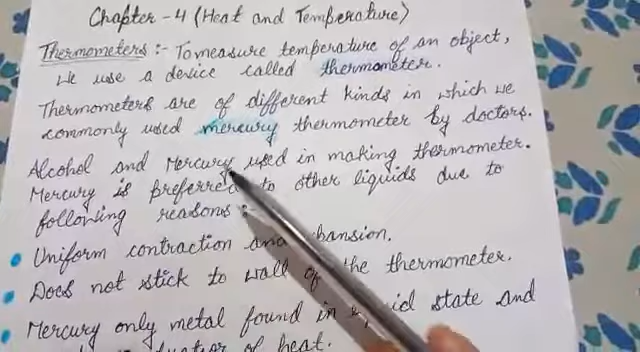 Chapter - 4 (Heat and Temperature)
Thermometers :- To measure temperature of an object,
we use a device called thermometer.
Thermometers are of different kinds in which we
commonly used mercury thermometer by doctors.
Alcohol and Mercury used in making thermometer.
Mercury is preferred to other liquids due to
following reasons :
Uniform contraction and
Does not stick to wall of the thermometer.
Mercury only metal found in state and
of heat.